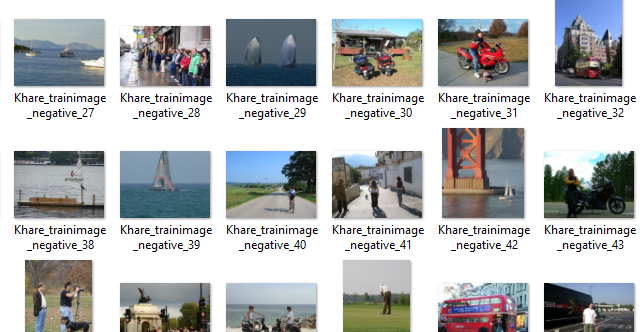 Khare_trainimage
_negative_27
Khare_trainimage
_negative_28
Khare_trainimage
_negative_29
Khare_trainimage
_negative_30
Khare_trainimage
_negative_31
Khare_trainimage
_negative_32
Khare_trainimage
_negative_38
Khare_trainimage
_negative_39
Khare_trainimage
_negative_40
Khare_trainimage
_negative_41
Khare_trainimage
_negative_42
Khare_trainimage
_negative_43